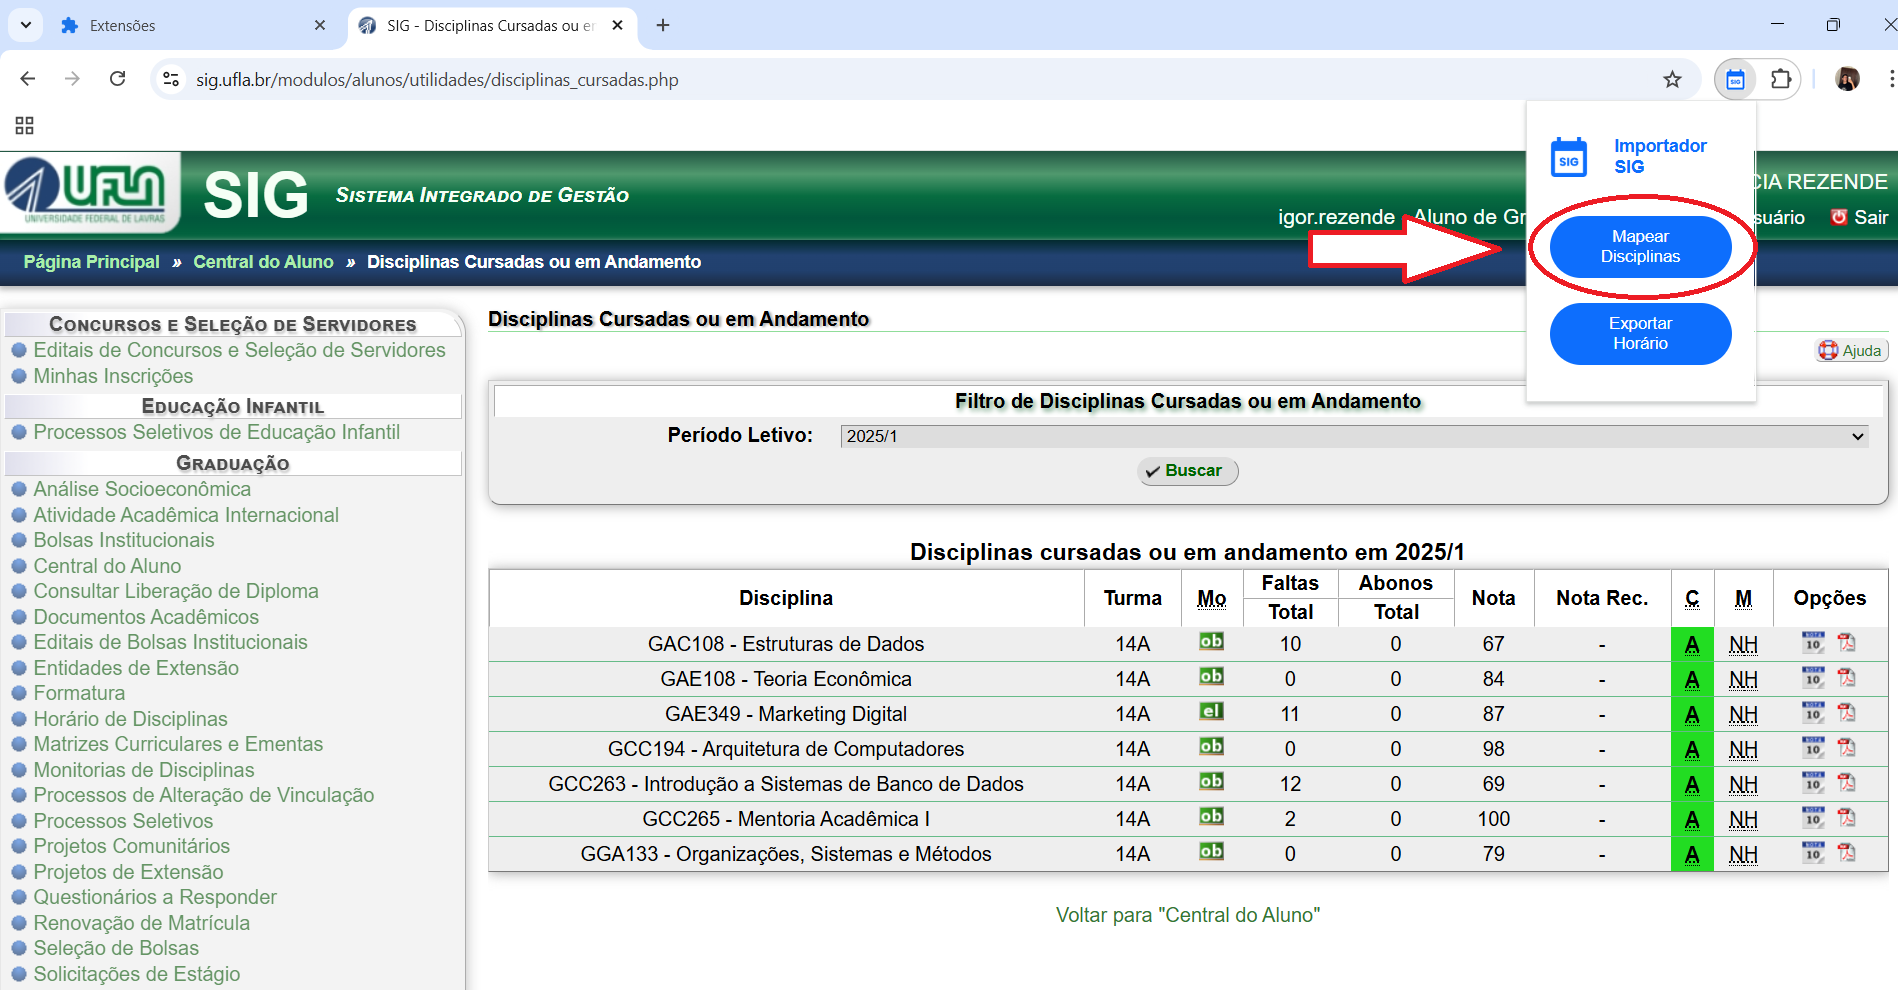 Extensões
SIG - Disciplinas Cursadas ou er
sig.ufla.br/modulos/alunos/utilidades/disciplinas_cursadas.php
SIG
Importador
SIG
UFLA
UNIVERSIDADE FEDERAL DE LAVRAS
SIG
SISTEMA INTEGRADO DE GESTÃO
CIA REZENDE
igor.rezende
Aluno de Gr
suário
Sair
Mapear
Disciplinas
Exportar
Horário
Página Principal » Central do Aluno » Disciplinas Cursadas ou em Andamento
CONCURSOS E SELEÇÃO DE SERVIDORES
Editais de Concursos e Seleção de Servidores
Minhas Inscrições
EDUCAÇÃO INFANTIL
Processos Seletivos de Educação Infantil
GRADUAÇÃO
Análise Socioeconômica
Atividade Acadêmica Internacional
Bolsas Institucionais
Central do Aluno
Consultar Liberação de Diploma
Documentos Acadêmicos
Editais de Bolsas Institucionais
Entidades de Extensão
Formatura
Horário de Disciplinas
Matrizes Curriculares e Ementas
Monitorias de Disciplinas
Processos de Alteração de Vinculação
Processos Seletivos
Projetos Comunitários
Projetos de Extensão
Questionários a Responder
Renovação de Matrícula
Seleção de Bolsas
Solicitações de Estágio
Disciplinas Cursadas ou em Andamento
Ajuda
Filtro de Disciplinas Cursadas ou em Andamento
Período Letivo: 2025/1
Buscar
Disciplinas cursadas ou em andamento em 2025/1
Disciplina Turma Mo Faltas Abonos Nota Nota Rec. C M Opções
Total Total
GAC108 - Estruturas de Dados 14A ob 10 0 67 - A NH NOTA 10
GAE108 - Teoria Econômica 14A ob 0 0 84 - A NH NOTA 10
GAE349 - Marketing Digital 14A el 11 0 87 - A NH NOTA 10
GCC194 - Arquitetura de Computadores 14A ob 0 0 98 - A NH NOTA 10
GCC263 - Introdução a Sistemas de Banco de Dados 14A ob 12 0 69 - A NH NOTA 10
GCC265 - Mentoria Acadêmica I 14A ob 2 0 100 - A NH NOTA 10
GGA133 - Organizações, Sistemas e Métodos 14A ob 0 0 79 - A NH NOTA 10
Voltar para "Central do Aluno"